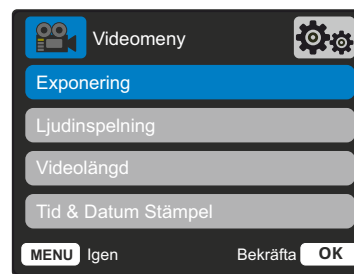 Videomeny
Exponering
Ljudinspelning
Videolängd
Tid & Datum Stämpel
MENU Igen Bekräfta OK